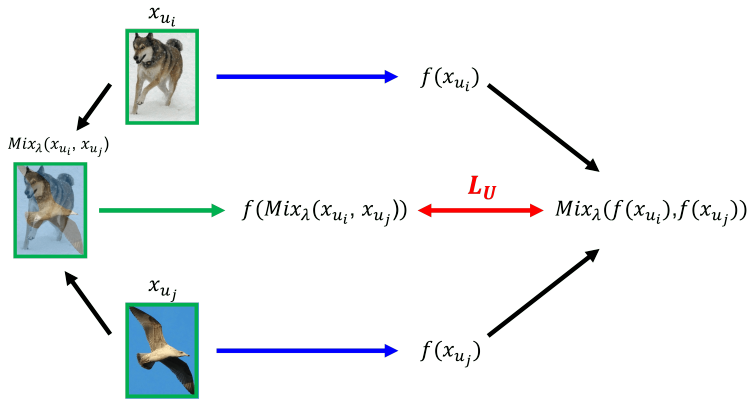 x_{u_i}
f(x_{u_i})
Mix_λ(x_{u_i}, x_{u_j})
L_U
f(Mix_λ(x_{u_i}, x_{u_j}))
Mix_λ(f(x_{u_i}),f(x_{u_j}))
x_{u_j}
f(x_{u_j})